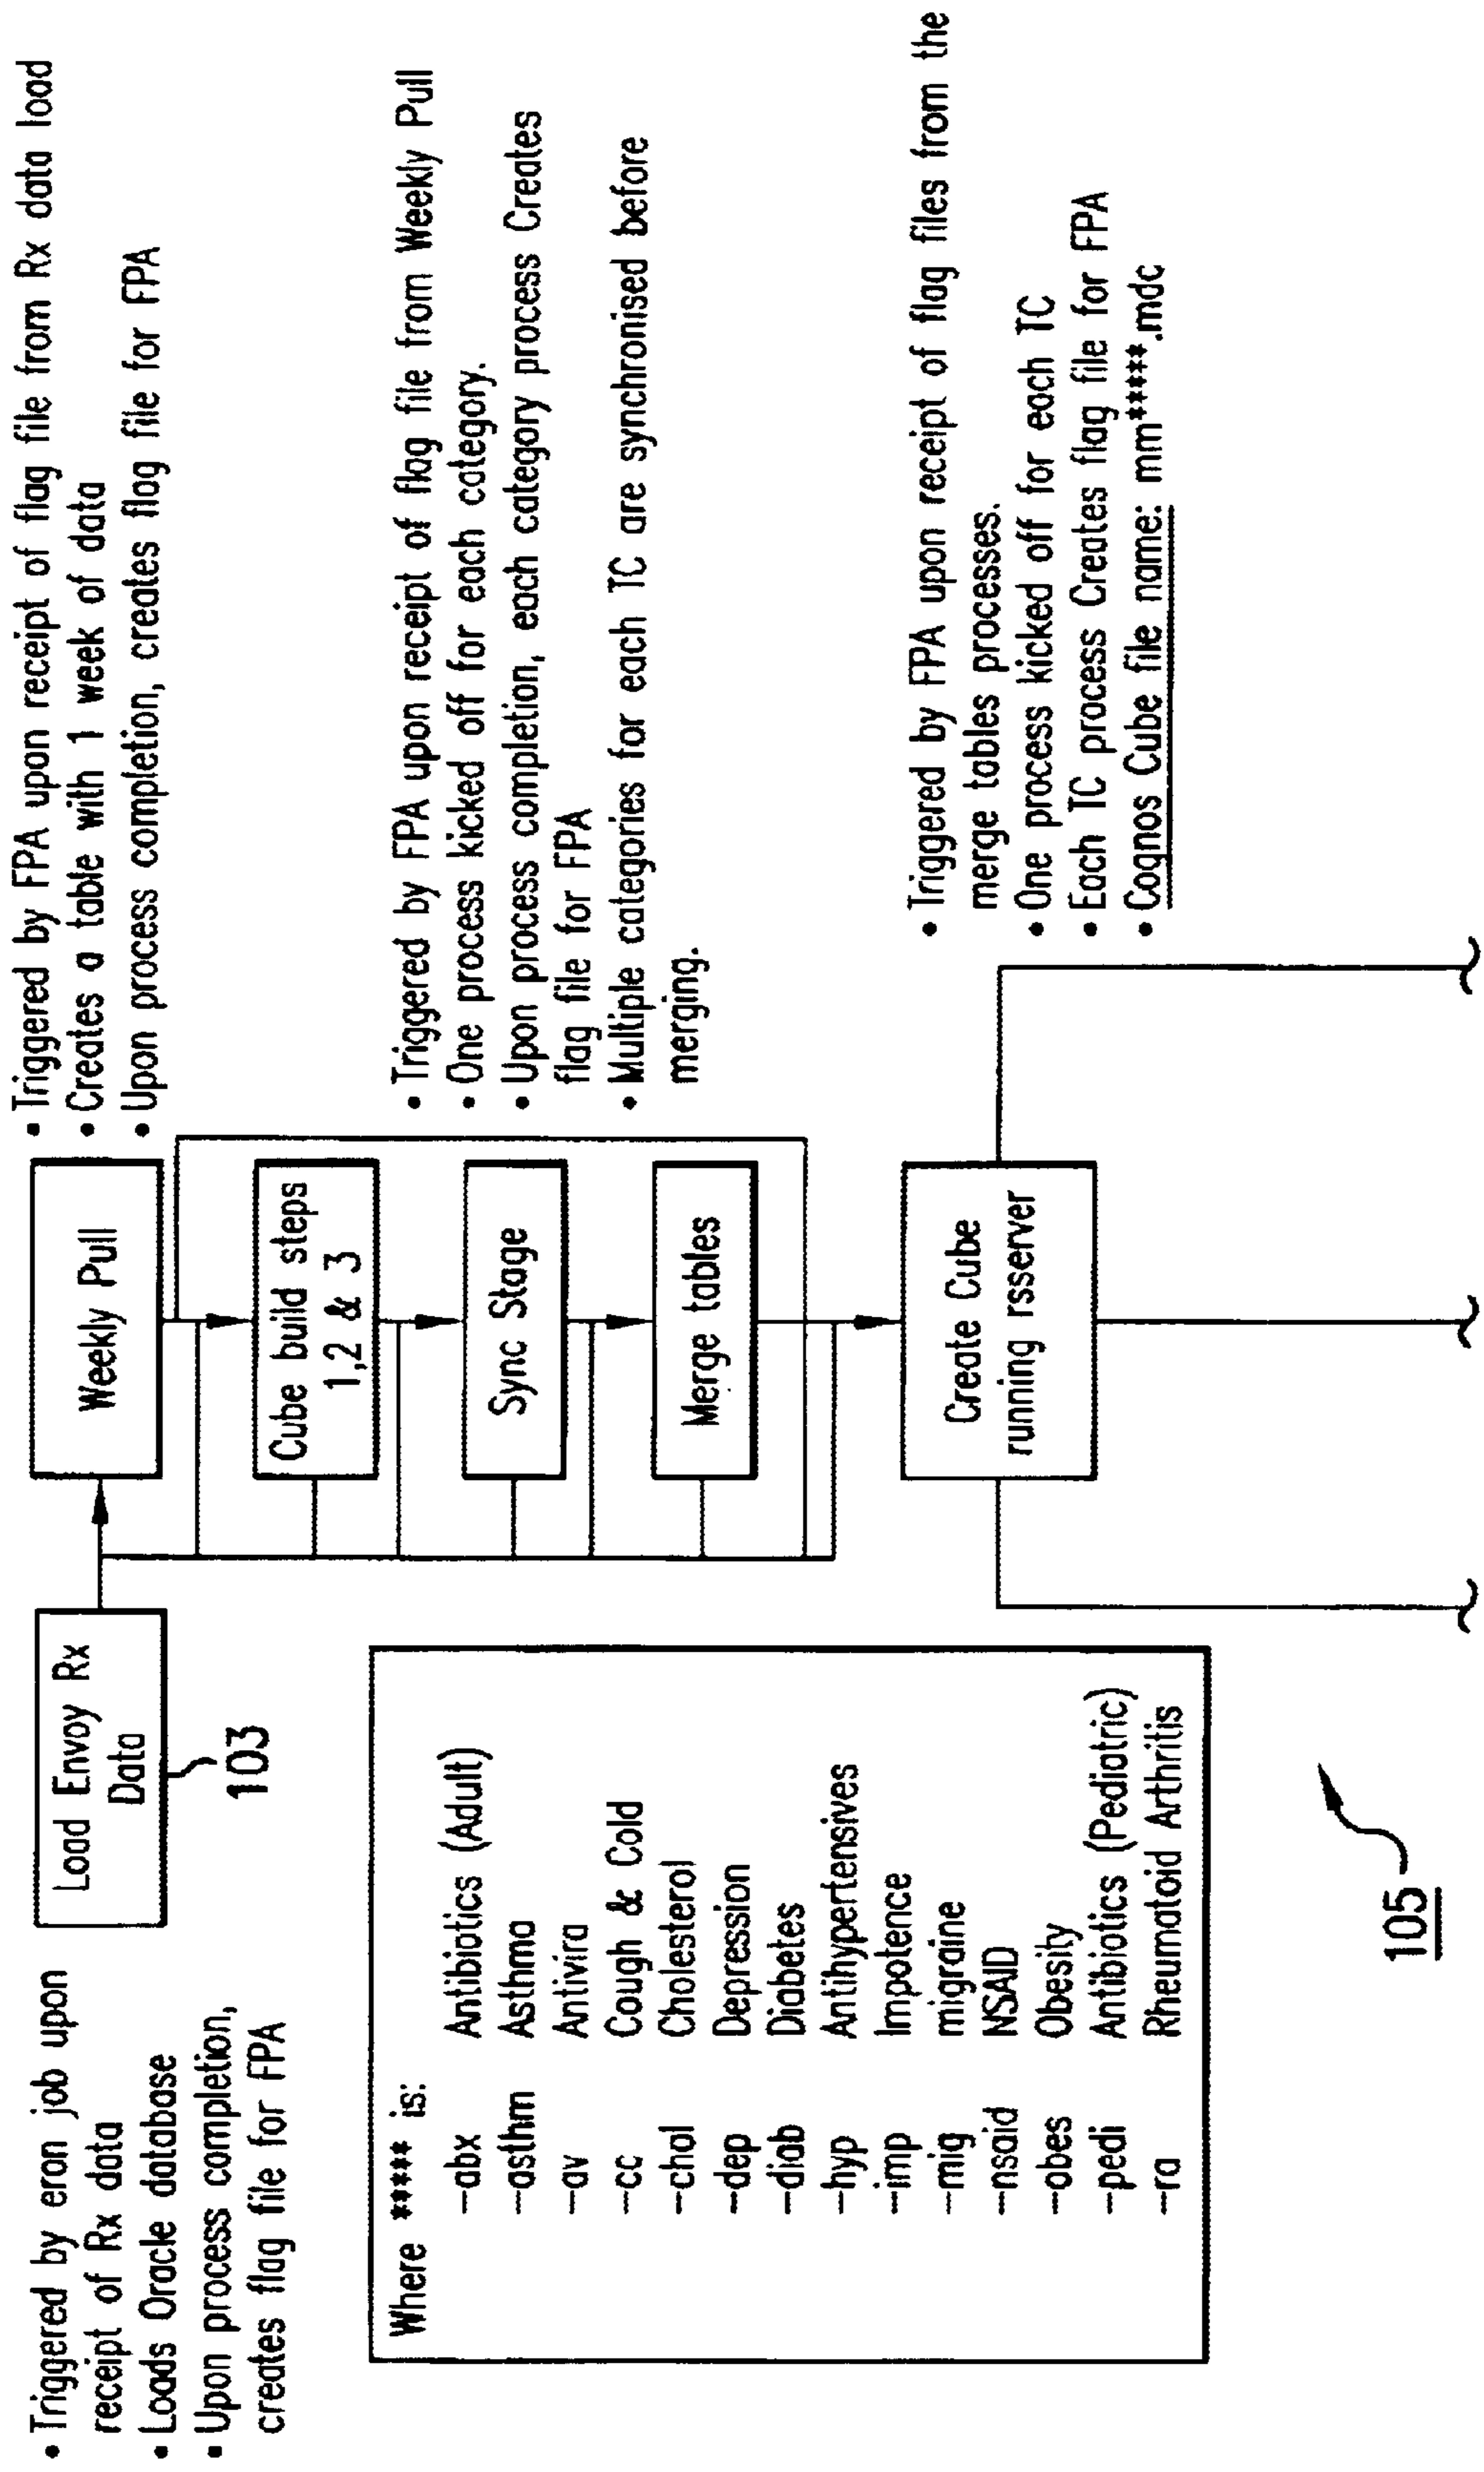 • Triggered by eron job upon
receipt of Rx data
• Loads Oracle database
• Upon process completion,
creates flag file for FPA
Load Envoy Rx
Data
103
Weekly Pull
• Triggered by FPA upon receipt of flag file from Rx data load
• Creates a table with 1 week of data
• Upon process completion, creates flag file for FPA
Cube build steps
1,2 & 3
Sync Stage
Merge tables
• Triggered by FPA upon receipt of flag file from Weekly Pull
• One process kicked off for each category.
• Upon process completion, each category process Creates
flag file for FPA
• Multiple categories for each TC are synchronised before
merging.
Create Cube
running rsserver
• Triggered by FPA upon receipt of flag files from the
merge tables processes.
• One process kicked off for each TC
• Each TC process Creates flag file for FPA
• Cognos Cube file name: mm*****.mdc
Where ***** is:
–abx Antibiotics (Adult)
–asthm Asthma
–av Antivira
–cc Cough & Cold
–chol Cholesterol
–dep Depression
–diab Diabetes
–hyp Antihypertensives
–imp Impotence
–mig migraine
–nsaid NSAID
–obes Obesity
–pedi Antibiotics (Pediatric)
–ra Rheumatoid Arthritis
105